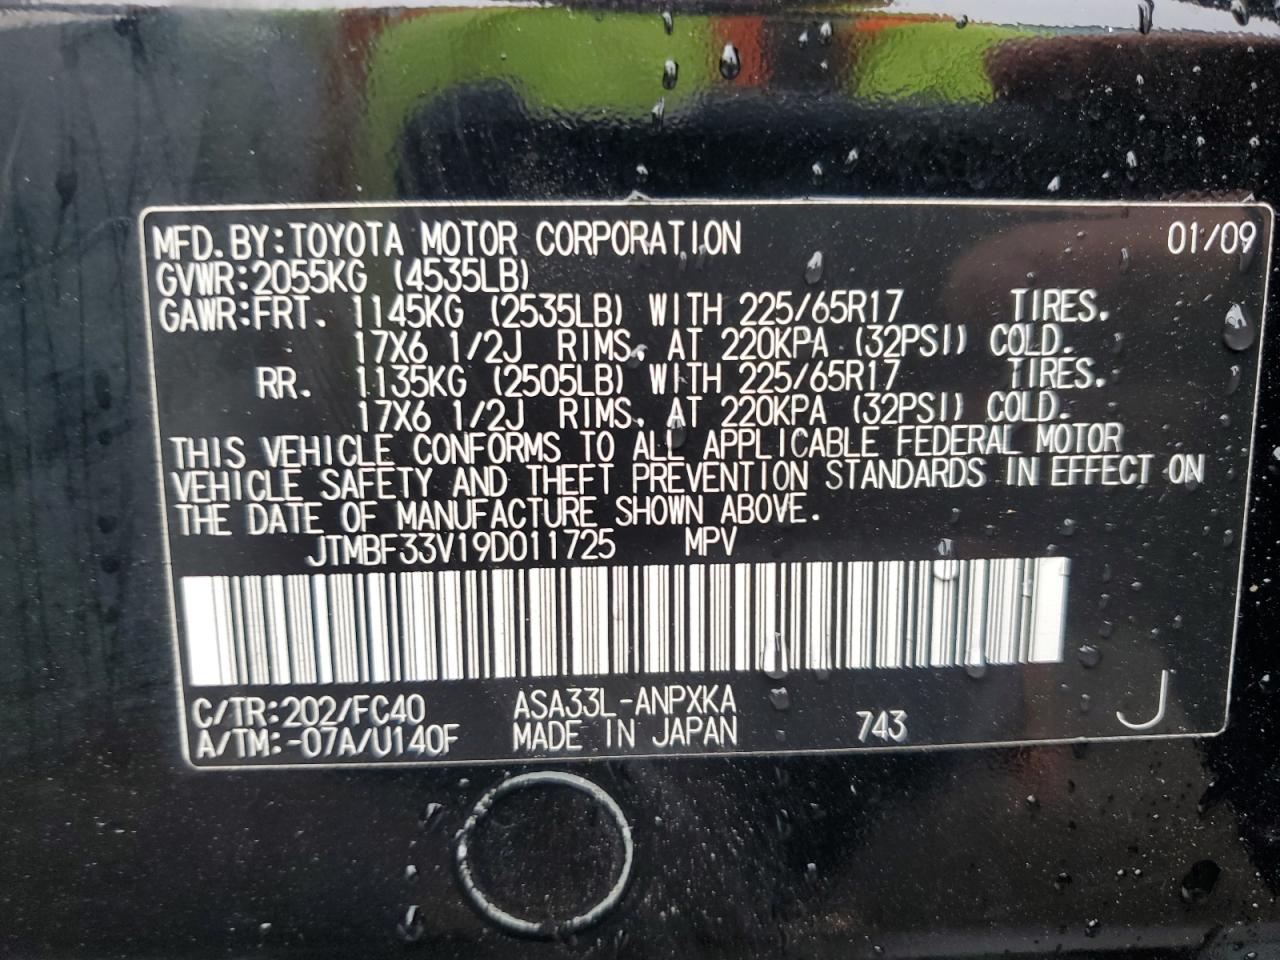 MFD.BY:TOYOTA MOTOR CORPORATION 01/09
GVWR:2055KG (4535LB)
GAWR:FRT. 1145KG (2535LB) WITH 225/65R17 TIRES.
17X6 1/2J RIMS, AT 220KPA (32PSI) COLD.
RR. 1135KG (2505LB) WITH 225/65R17 TIRES.
17X6 1/2J RIMS, AT 220KPA (32PSI) COLD.
THIS VEHICLE CONFORMS TO ALL APPLICABLE FEDERAL MOTOR
VEHICLE SAFETY AND THEFT PREVENTION STANDARDS IN EFFECT ON
THE DATE OF MANUFACTURE SHOWN ABOVE.
JTMBF33V19D011725 MPV
C/TR:202/FC40 ASA33L-ANPXKA
A/TM:-07A/U140F MADE IN JAPAN 743 J